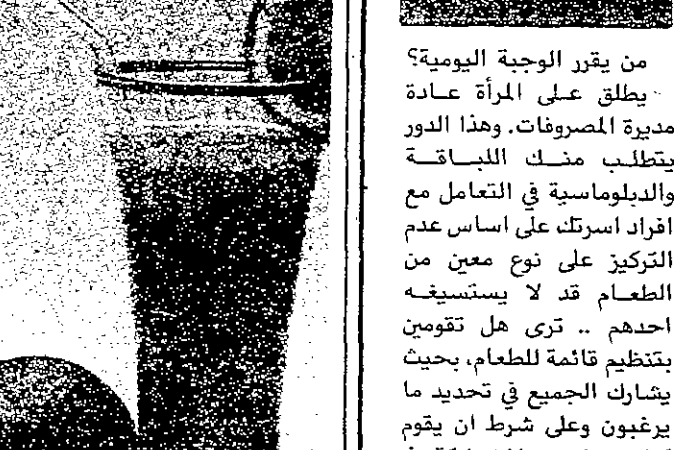 من يقرر الوجبة اليومية؟
يطلق على المرأة عادة
مديرة المصروفات. وهذا الدور
يتطلب منك اللباقة
والدبلوماسية في التعامل مع
افراد اسرتك على اساس عدم
التركيز على نوع معين من
الطعام قد لا يستسيغه
احدهم .. ترى هل تقومين
بتنظيم قائمة للطعام، بحيث
يشارك الجميع في تحديد ما
يرغبون وعلى شرط ان يقوم